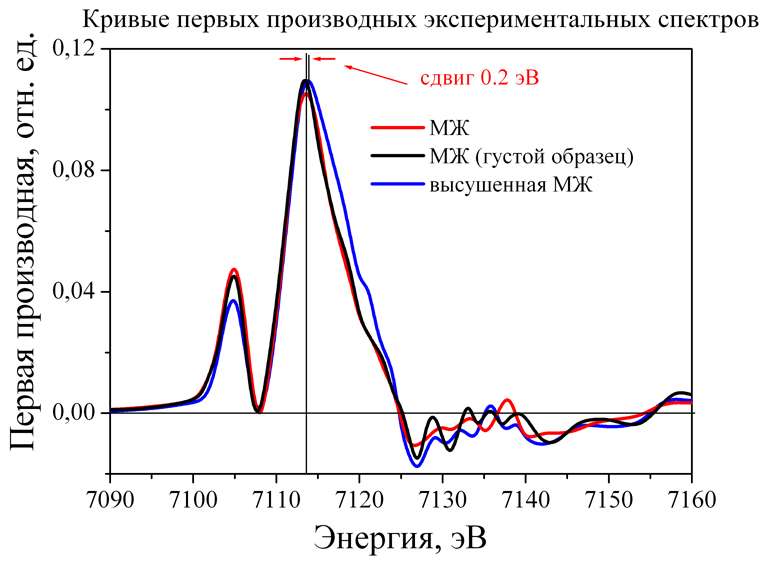 Кривые первых производных экспериментальных спектров
0,12
0,08
0,04
0,00
Первая производная, отн. ед.
сдвиг 0.2 эВ
МЖ
МЖ (густой образец)
высушенная МЖ
7090 7100 7110 7120 7130 7140 7150 7160
Энергия, эВ